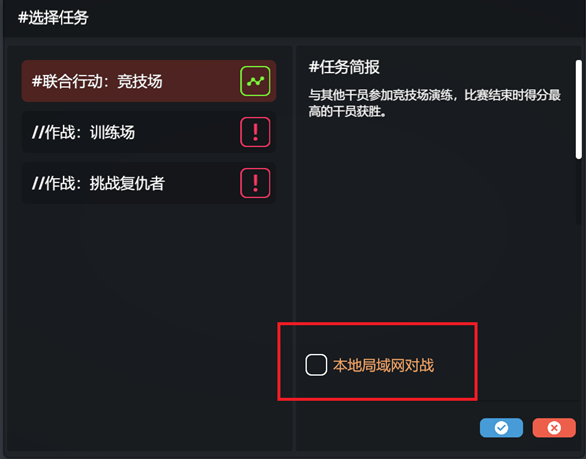 #选择任务
#联合行动：竞技场
//作战：训练场
//作战：挑战复仇者
#任务简报
与其他干员参加竞技场演练，比赛结束时得分最
高的干员获胜。
本地局域网对战